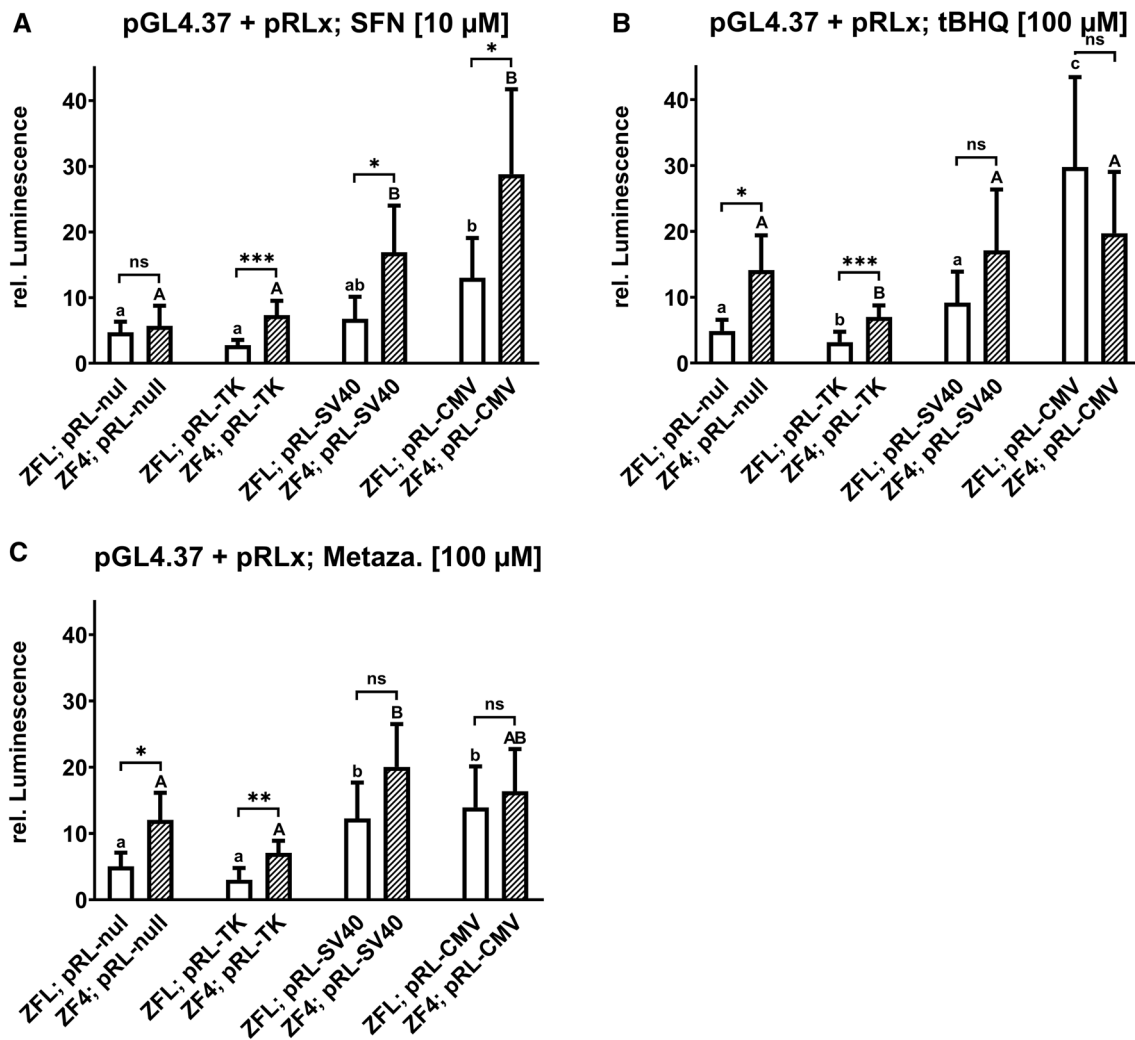 A
pGL4.37 + pRLx; SFN [10 µM]
rel. Luminescence
40
30
20
10
0
ns
a
A
***
a
A
*
ab
B
*
b
B
ZFL; pRL-nul
ZF4; pRL-null
ZFL; pRL-TK
ZF4; pRL-TK
ZFL; pRL-SV40
ZF4; pRL-SV40
ZFL; pRL-CMV
ZF4; pRL-CMV
B
pGL4.37 + pRLx; tBHQ [100 µM]
rel. Luminescence
40
30
20
10
0
*
a
A
***
b
B
ns
a
A
ns
c
A
ZFL; pRL-nul
ZF4; pRL-null
ZFL; pRL-TK
ZF4; pRL-TK
ZFL; pRL-SV40
ZF4; pRL-SV40
ZFL; pRL-CMV
ZF4; pRL-CMV
C
pGL4.37 + pRLx; Metaza. [100 µM]
rel. Luminescence
40
30
20
10
0
*
a
A
**
a
A
ns
b
B
ns
b
AB
ZFL; pRL-nul
ZF4; pRL-null
ZFL; pRL-TK
ZF4; pRL-TK
ZFL; pRL-SV40
ZF4; pRL-SV40
ZFL; pRL-CMV
ZF4; pRL-CMV